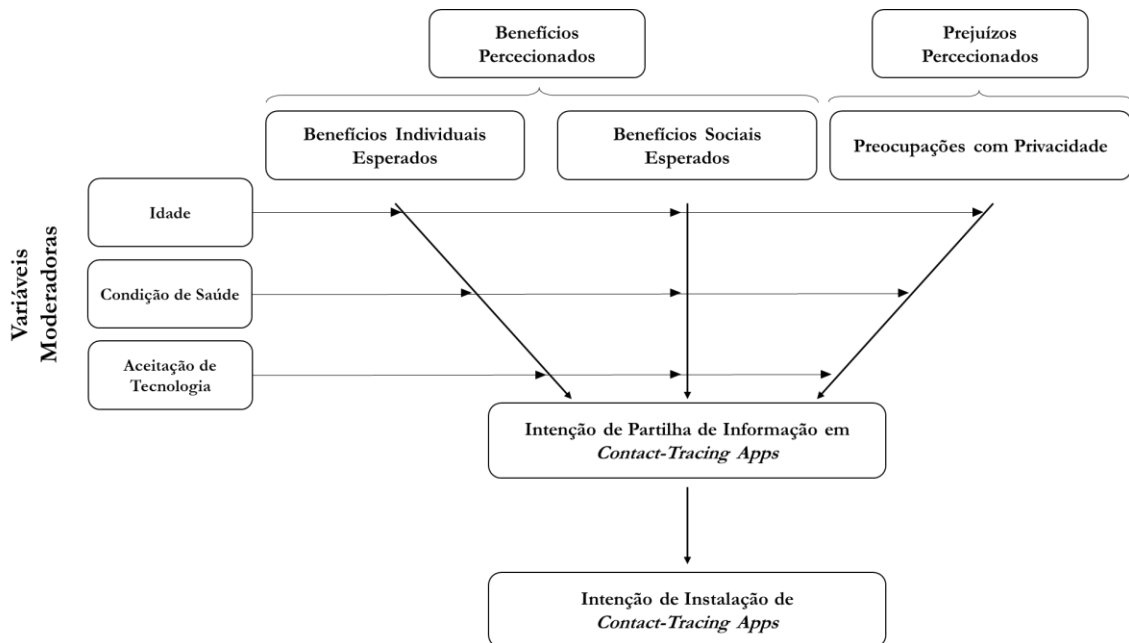 Benefícios
Percecionados
Prejuízos
Percecionados
Benefícios Individuais
Esperados
Benefícios Sociais
Esperados
Preocupações com Privacidade
Variáveis
Moderadoras
Idade
Condição de Saúde
Aceitação de
Tecnologia
Intenção de Partilha de Informação em
Contact-Tracing Apps
Intenção de Instalação de
Contact-Tracing Apps